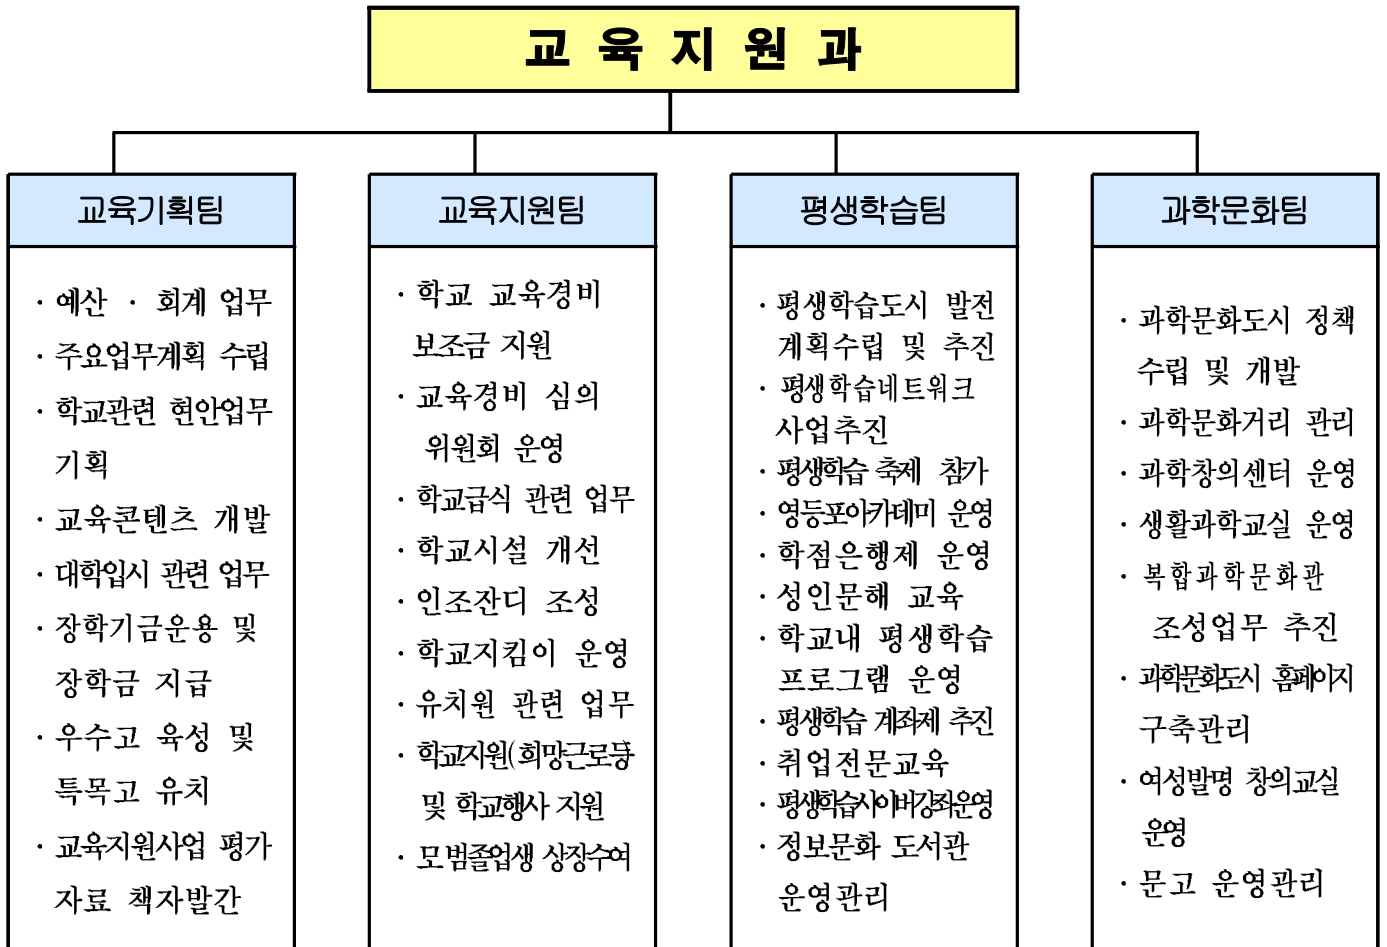 교 육 지 원 과
교육기획팀
· 예산 · 회계 업무
· 주요업무계획 수립
· 학교관련 현안업무
기획
· 교육콘텐츠 개발
· 대학입시 관련 업무
· 장학기금운용 및
장학금 지급
· 우수고 육성 및
특목고 유치
· 교육지원사업 평가
자료 책자발간
교육지원팀
· 학교 교육경비
보조금 지원
· 교육경비 심의
위원회 운영
· 학교급식 관련 업무
· 학교시설 개선
· 인조잔디 조성
· 학교지킴이 운영
· 유치원 관련 업무
· 학교지원(희망근로등)
및 학교행사 지원
· 모범졸업생 상장수여
평생학습팀
· 평생학습도시 발전
계획수립 및 추진
· 평생학습네트워크
사업추진
· 평생학습 축제 참가
· 영등포아카데미 운영
· 학점은행제 운영
· 성인문해 교육
· 학교내 평생학습
프로그램 운영
· 평생학습 계좌제 추진
· 취업전문교육
· 평생학습사이버강좌운영
· 정보문화 도서관
운영관리
과학문화팀
· 과학문화도시 정책
수립 및 개발
· 과학문화거리 관리
· 과학창의센터 운영
· 생활과학교실 운영
· 복합과학문화관
조성업무 추진
· 과학문화도시 홈페이지
구축관리
· 여성발명 창의교실
운영
· 문고 운영관리